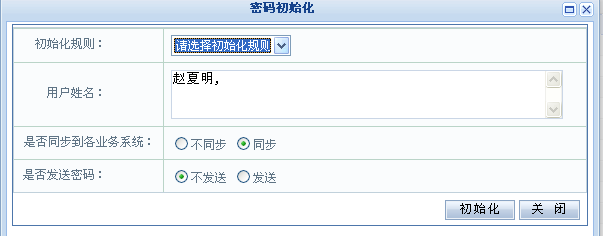 密码初始化
初始化规则： 请选择初始化规则
用户姓名： 赵夏明,
是否同步到各业务系统： 不同步 同步
是否发送密码： 不发送 发送
初始化 关 闭